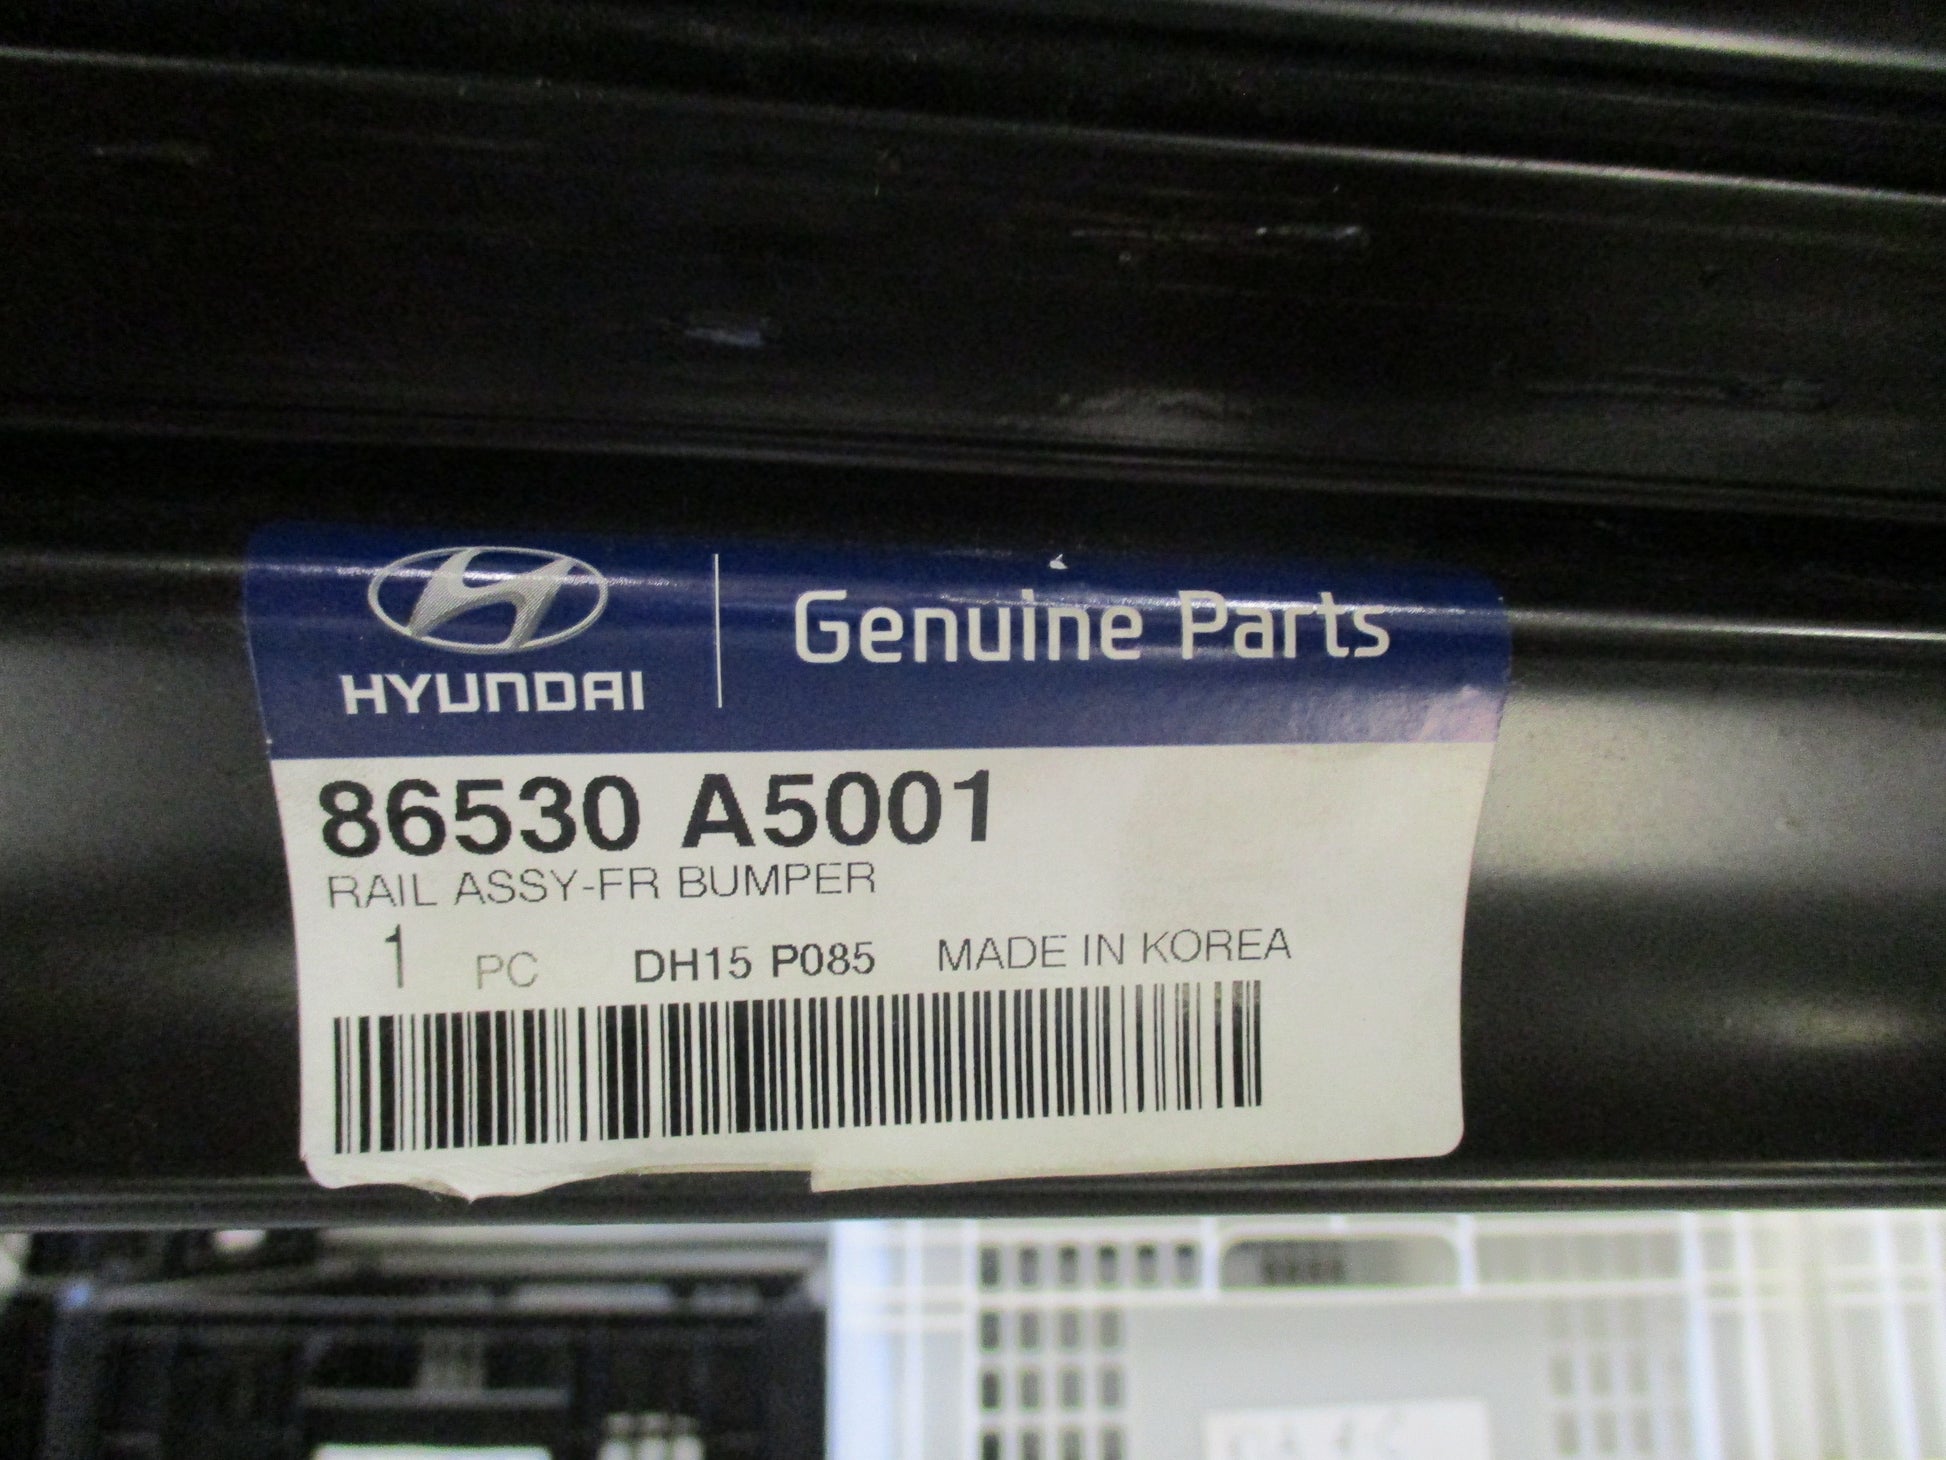 HYUNDAI
Genuine Parts
86530 A5001
RAIL ASSY-FR BUMPER
1 PC DH15 P085 MADE IN KOREA